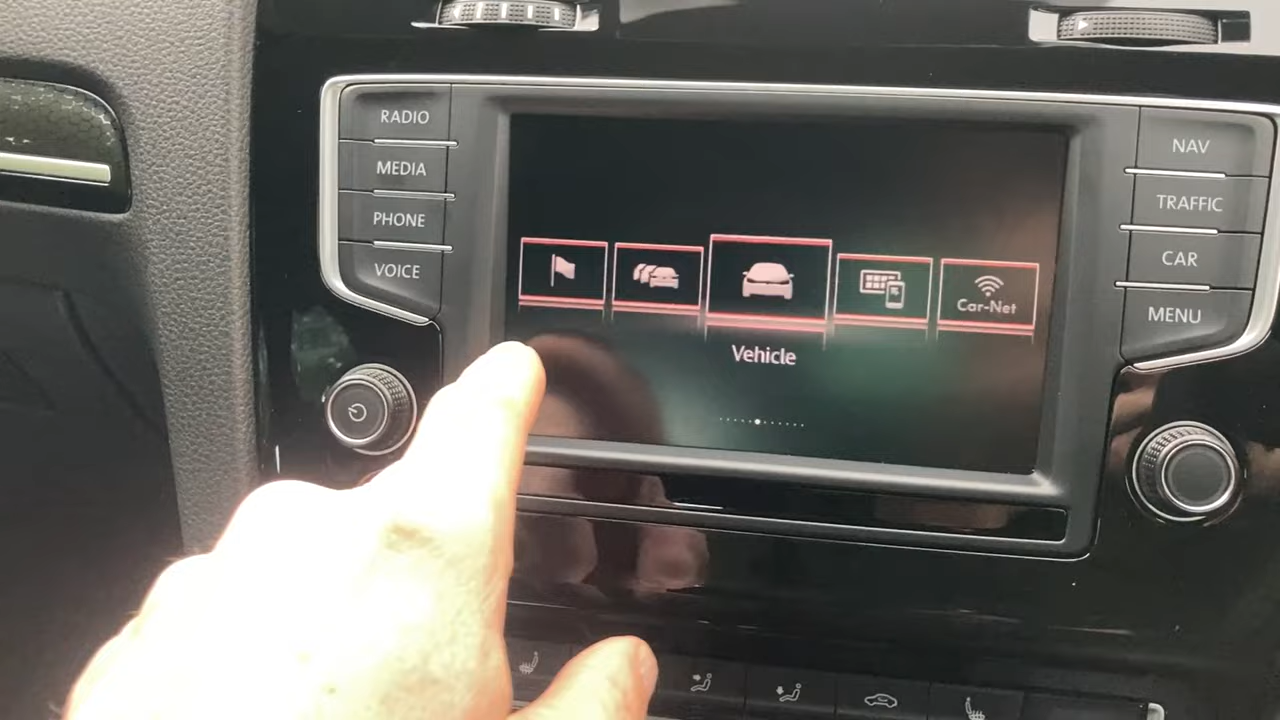 RADIO
MEDIA
PHONE
VOICE
Car-Net
Vehicle
NAV
TRAFFIC
CAR
MENU